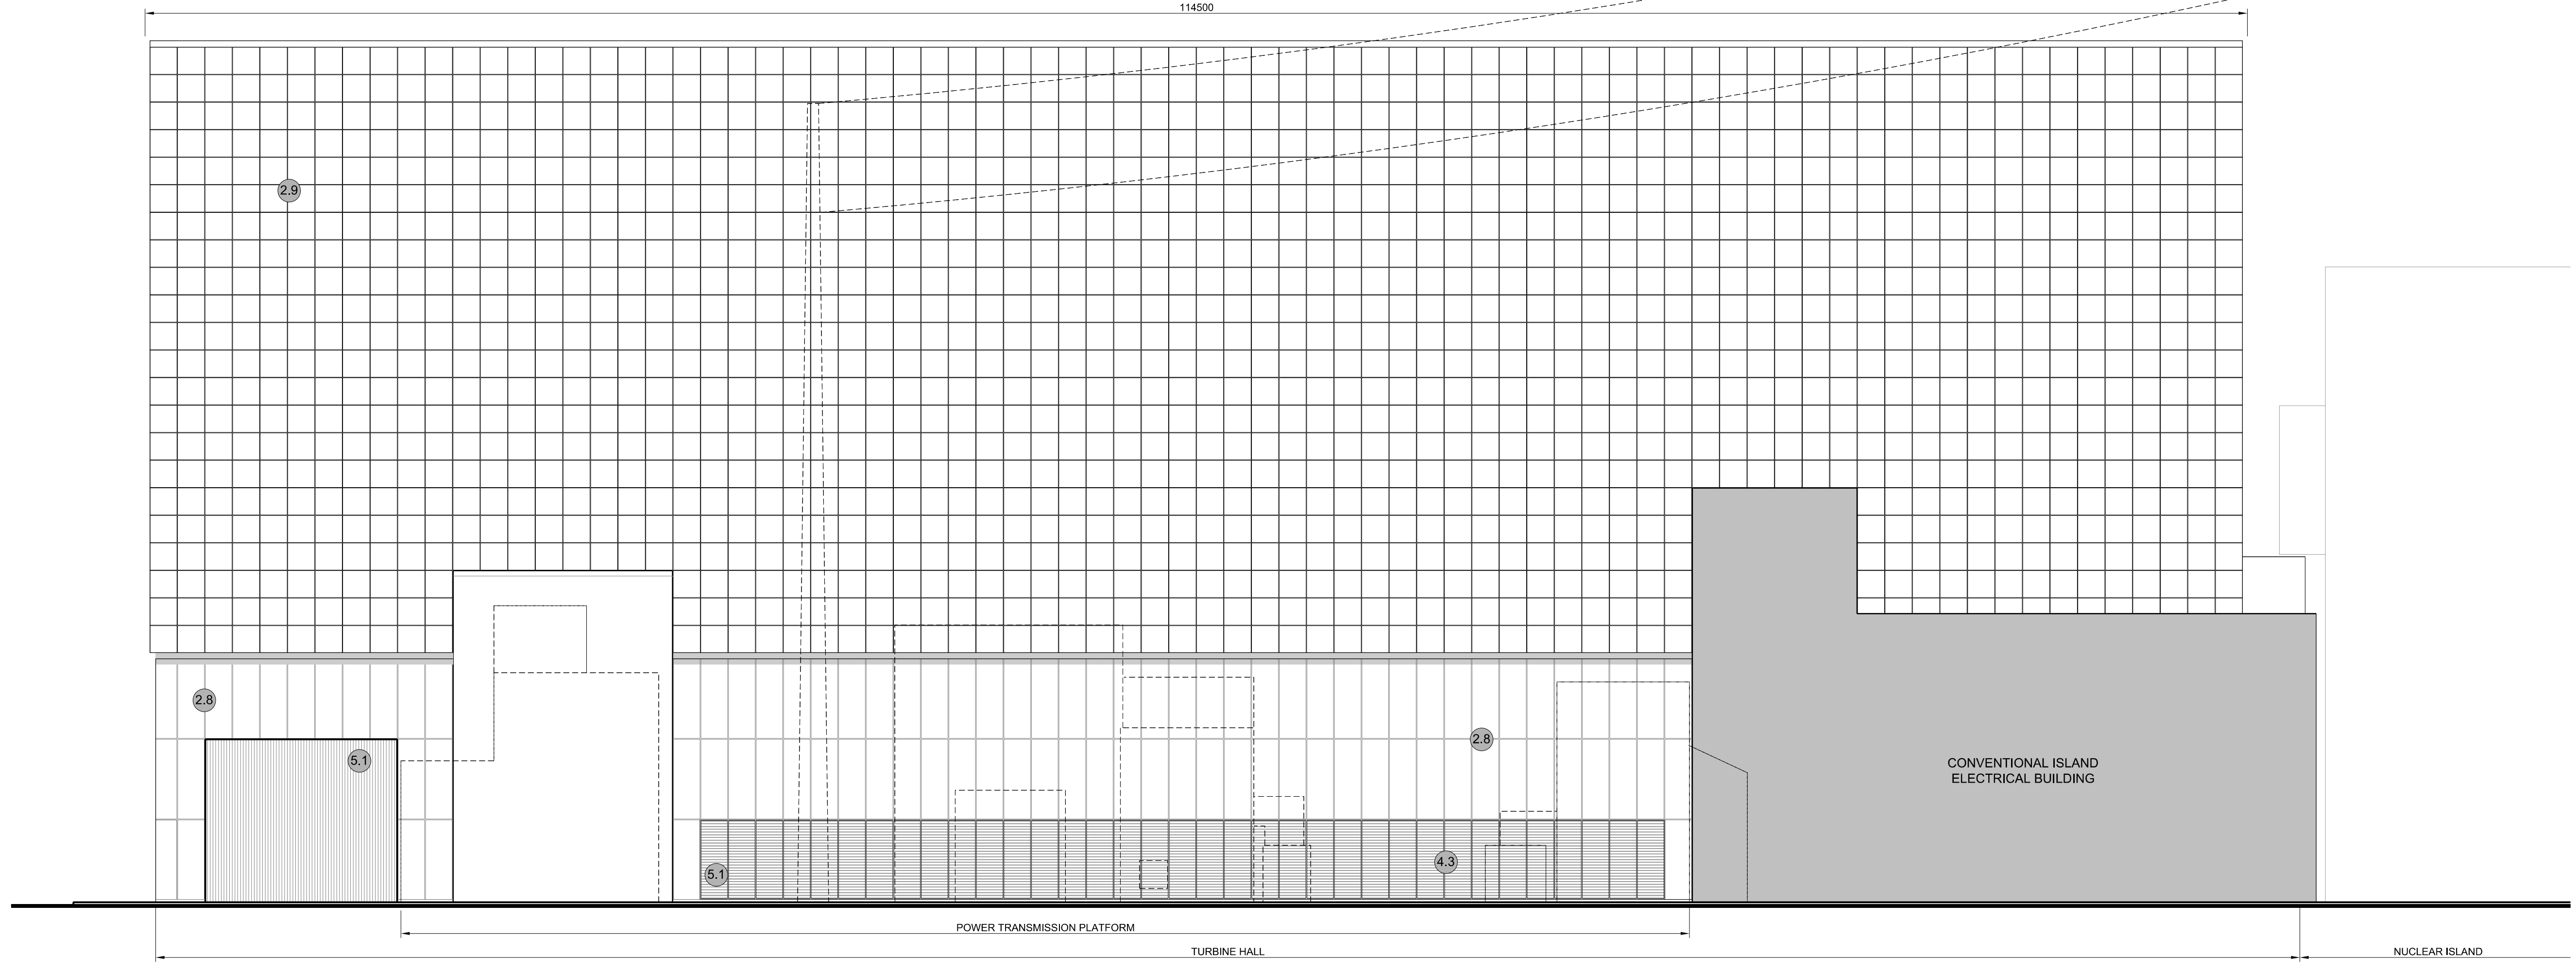 114500
2.9
2.8
5.1
2.8
CONVENTIONAL ISLAND
ELECTRICAL BUILDING
5.1
4.3
POWER TRANSMISSION PLATFORM
TURBINE HALL
NUCLEAR ISLAND